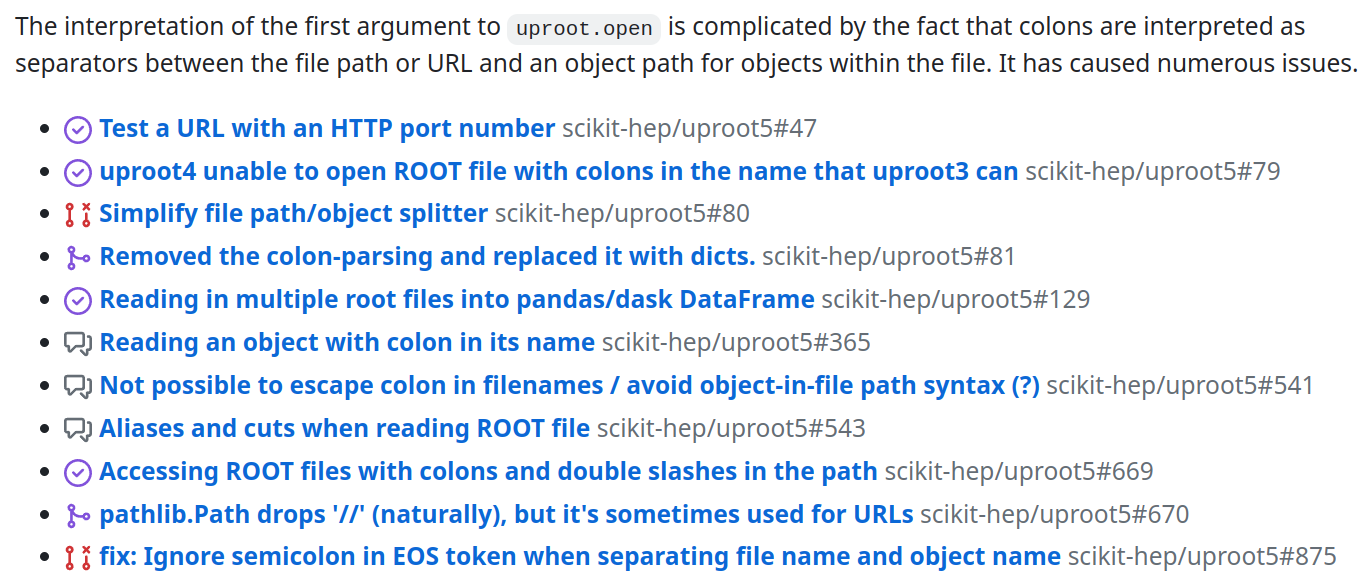 The interpretation of the first argument to uproot.open is complicated by the fact that colons are interpreted as
separators between the file path or URL and an object path for objects within the file. It has caused numerous issues.
Test a URL with an HTTP port number scikit-hep/uproot5#47
uproot4 unable to open ROOT file with colons in the name that uproot3 can scikit-hep/uproot5#79
Simplify file path/object splitter scikit-hep/uproot5#80
Removed the colon-parsing and replaced it with dicts. scikit-hep/uproot5#81
Reading in multiple root files into pandas/dask DataFrame scikit-hep/uproot5#129
Reading an object with colon in its name scikit-hep/uproot5#365
Not possible to escape colon in filenames / avoid object-in-file path syntax (?) scikit-hep/uproot5#541
Aliases and cuts when reading ROOT file scikit-hep/uproot5#543
Accessing ROOT files with colons and double slashes in the path scikit-hep/uproot5#669
pathlib.Path drops '//' (naturally), but it's sometimes used for URLs scikit-hep/uproot5#670
fix: Ignore semicolon in EOS token when separating file name and object name scikit-hep/uproot5#875